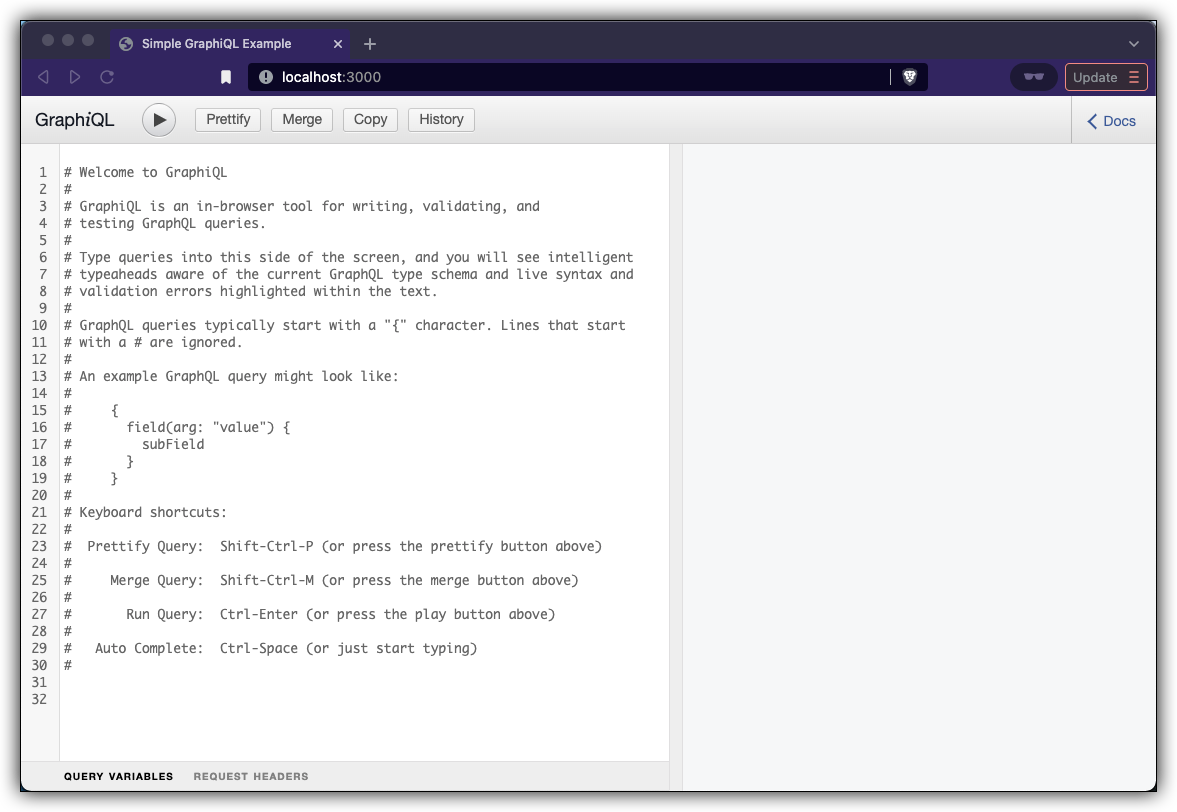 Simple GraphiQL Example
localhost:3000
Update
GraphiQL
Prettify
Merge
Copy
History
Docs
1 # Welcome to GraphiQL
2 #
3 # GraphiQL is an in-browser tool for writing, validating, and
4 # testing GraphQL queries.
5 #
6 # Type queries into this side of the screen, and you will see intelligent
7 # typeaheads aware of the current GraphQL type schema and live syntax and
8 # validation errors highlighted within the text.
9 #
10 # GraphQL queries typically start with a "{" character. Lines that start
11 # with a # are ignored.
12 #
13 # An example GraphQL query might look like:
14 #
15 #     {
16 #       field(arg: "value") {
17 #         subField
18 #       }
19 #     }
20 #
21 # Keyboard shortcuts:
22 #
23 #  Prettify Query:  Shift-Ctrl-P (or press the prettify button above)
24 #
25 #     Merge Query:  Shift-Ctrl-M (or press the merge button above)
26 #
27 #       Run Query:  Ctrl-Enter (or press the play button above)
28 #
29 #   Auto Complete:  Ctrl-Space (or just start typing)
30 #
31
32
QUERY VARIABLES
REQUEST HEADERS